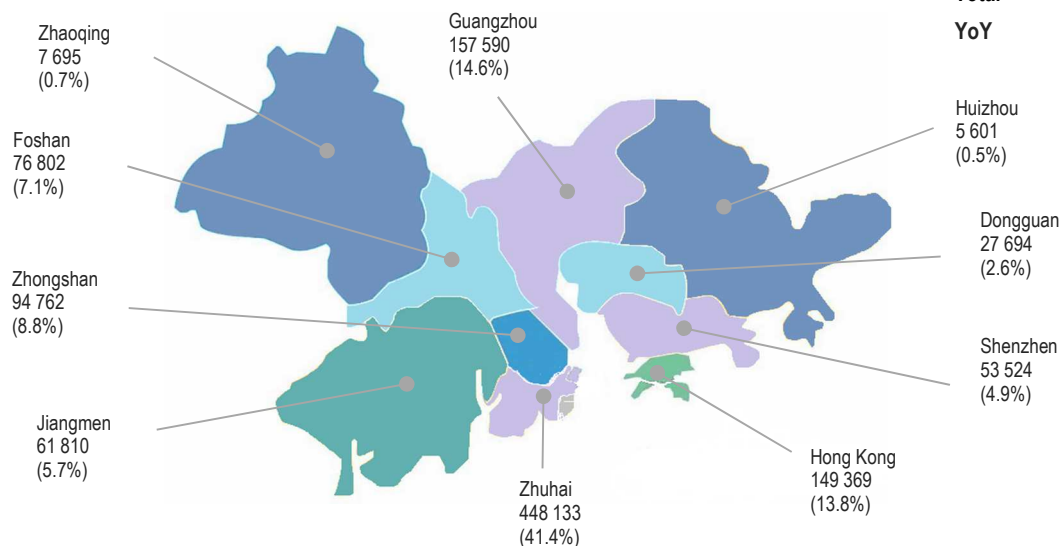 YoY
Zhaoqing
7 695
(0.7%)
Guangzhou
157 590
(14.6%)
Huizhou
5 601
(0.5%)
Foshan
76 802
(7.1%)
Dongguan
27 694
(2.6%)
Zhongshan
94 762
(8.8%)
Shenzhen
53 524
(4.9%)
Jiangmen
61 810
(5.7%)
Hong Kong
149 369
(13.8%)
Zhuhai
448 133
(41.4%)